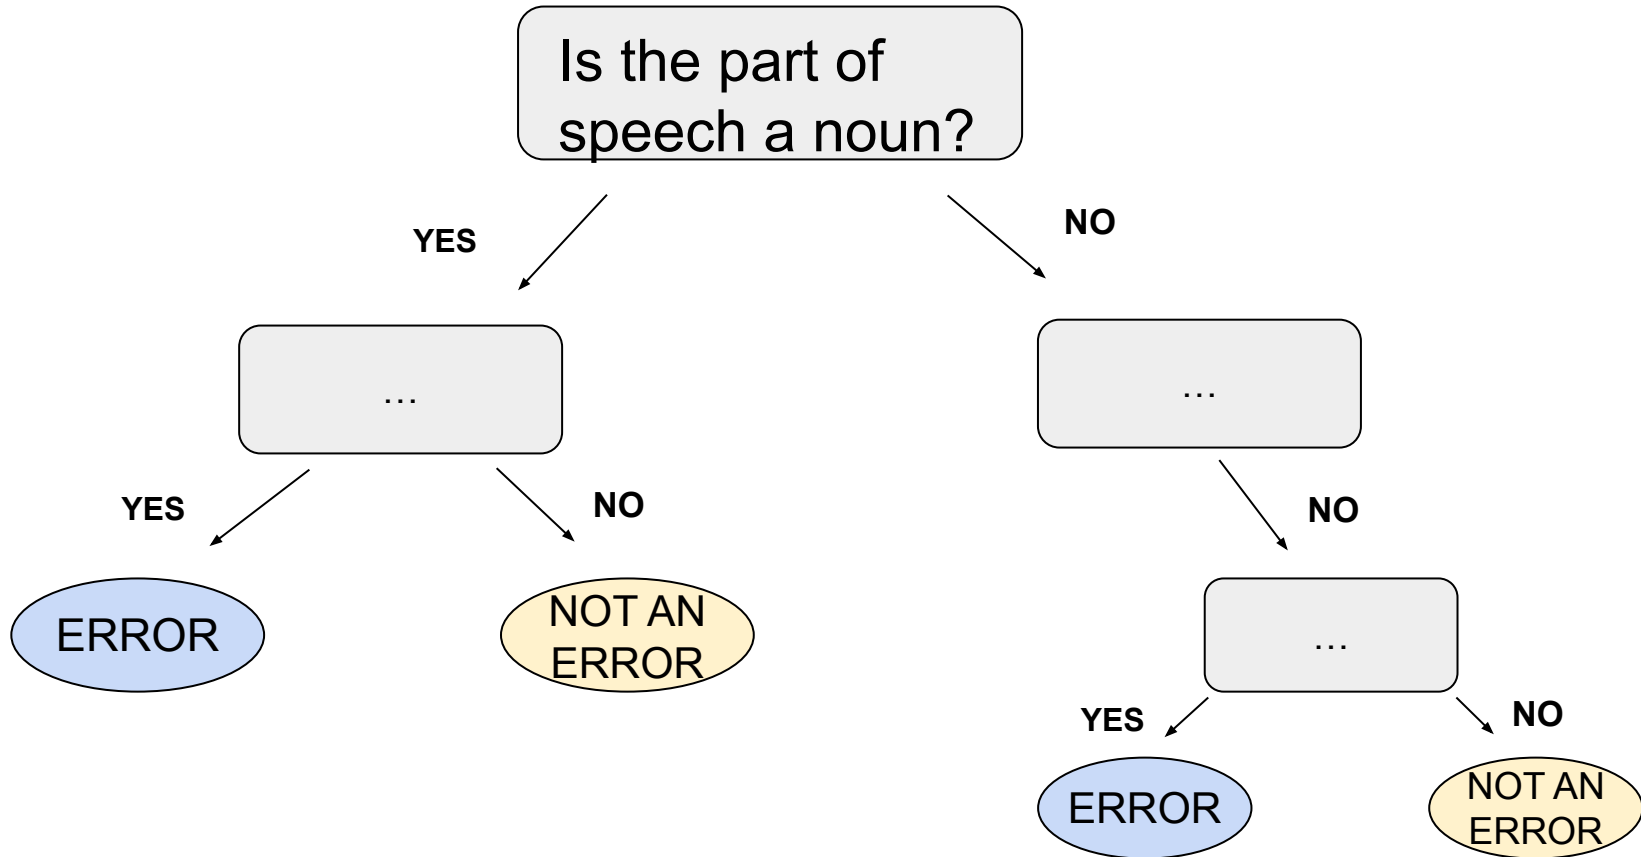 Is the part of
speech a noun?
YES
NO
...
...
YES
NO
NO
ERROR
NOT AN
ERROR
...
YES
NO
ERROR
NOT AN
ERROR